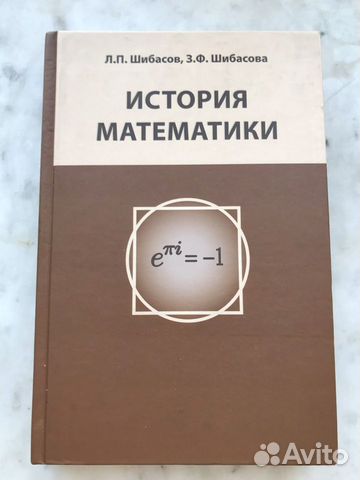 Л.П. Шибасов, З.Ф. Шибасова
ИСТОРИЯ
МАТЕМАТИКИ
e^{πi} = −1
Avito